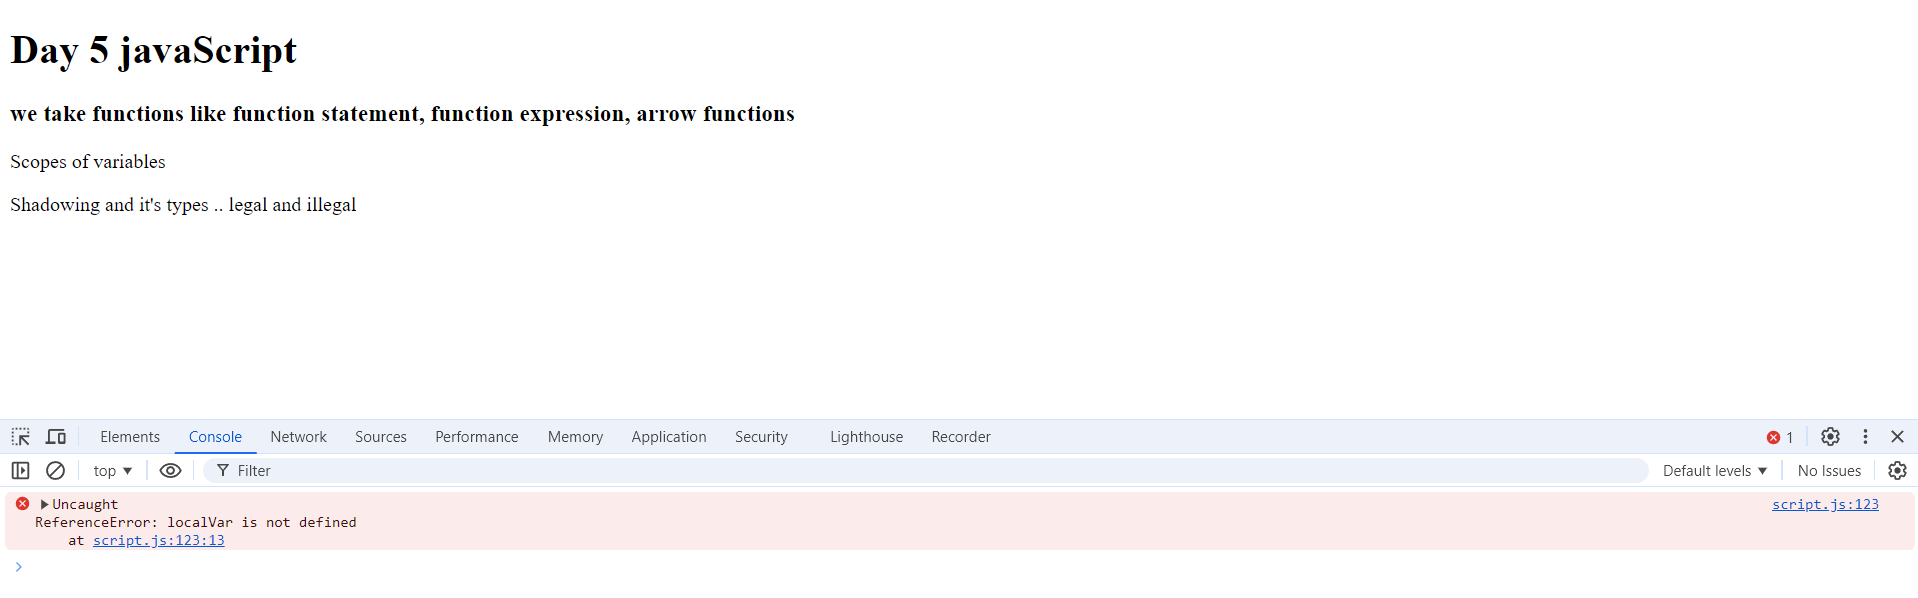 Day 5 javaScript
we take functions like function statement, function expression, arrow functions
Scopes of variables
Shadowing and it's types .. legal and illegal
Elements Console Network Sources Performance Memory Application Security Lighthouse Recorder 1
top Filter Default levels No Issues
Uncaught script.js:123
ReferenceError: localVar is not defined
at script.js:123:13